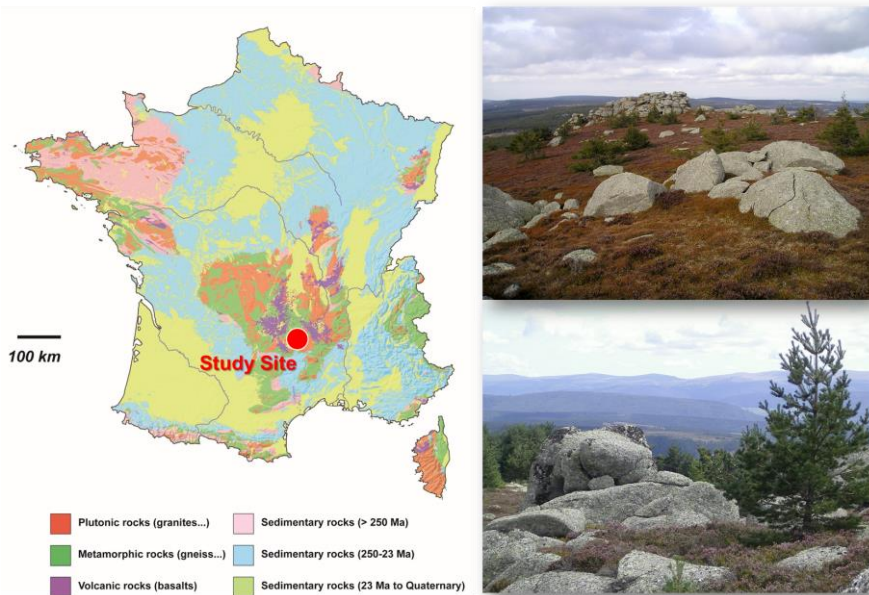 100 km
Study Site
Plutonic rocks (granites...)
Metamorphic rocks (gneiss...)
Volcanic rocks (basalts)
Sedimentary rocks (> 250 Ma)
Sedimentary rocks (250-23 Ma)
Sedimentary rocks (23 Ma to Quaternary)